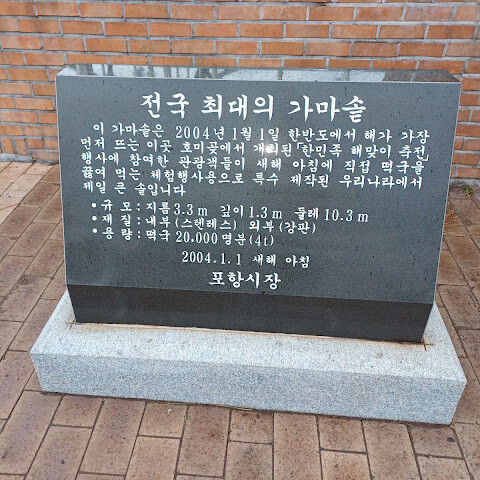 전국 최대의 가마솥
이 가마솥은 2004년 1월 1일 한반도에서 해가 가장
먼저 뜨는 이곳 호미곶에서 개최된 '한민족 해맞이 축전'
행사에 참여한 관광객들이 새해 아침에 직접 떡국을
끓여 먹는 체험행사용으로 특수 제작된 우리나라에서
제일 큰 솥입니다
• 규모 : 지름 3.3m 깊이 1.3m 둘레 10.3m
• 재질 : 내부(스텐레스) 외부(강판)
• 용량 : 떡국 20.000명분(4t)
2004.1.1 새해 아침
포항시장